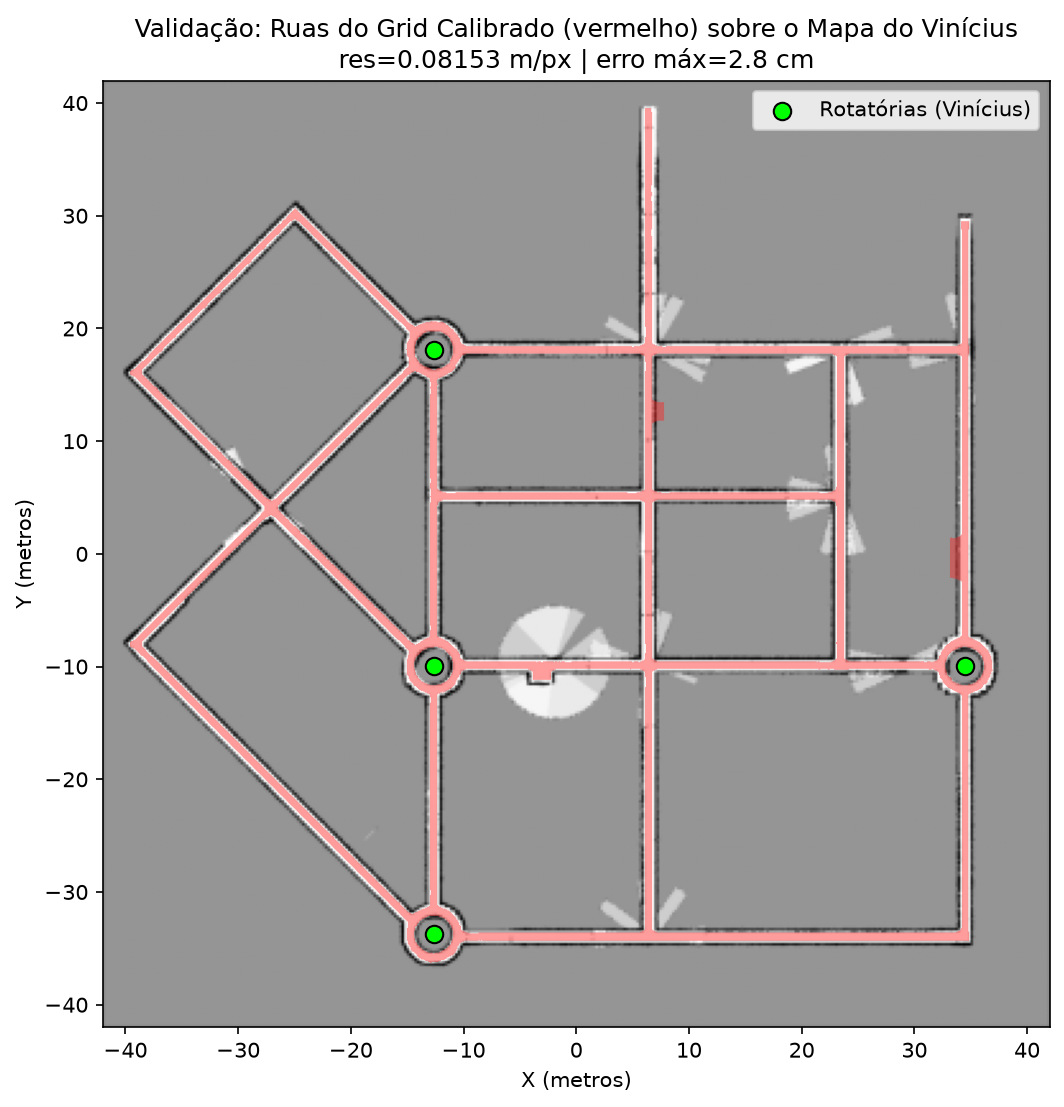 Validação: Ruas do Grid Calibrado (vermelho) sobre o Mapa do Vinícius
res=0.08153 m/px | erro máx=2.8 cm
Rotatórias (Vinícius)
40
30
20
10
0
−10
−20
−30
−40
Y (metros)
−40 −30 −20 −10 0 10 20 30 40
X (metros)